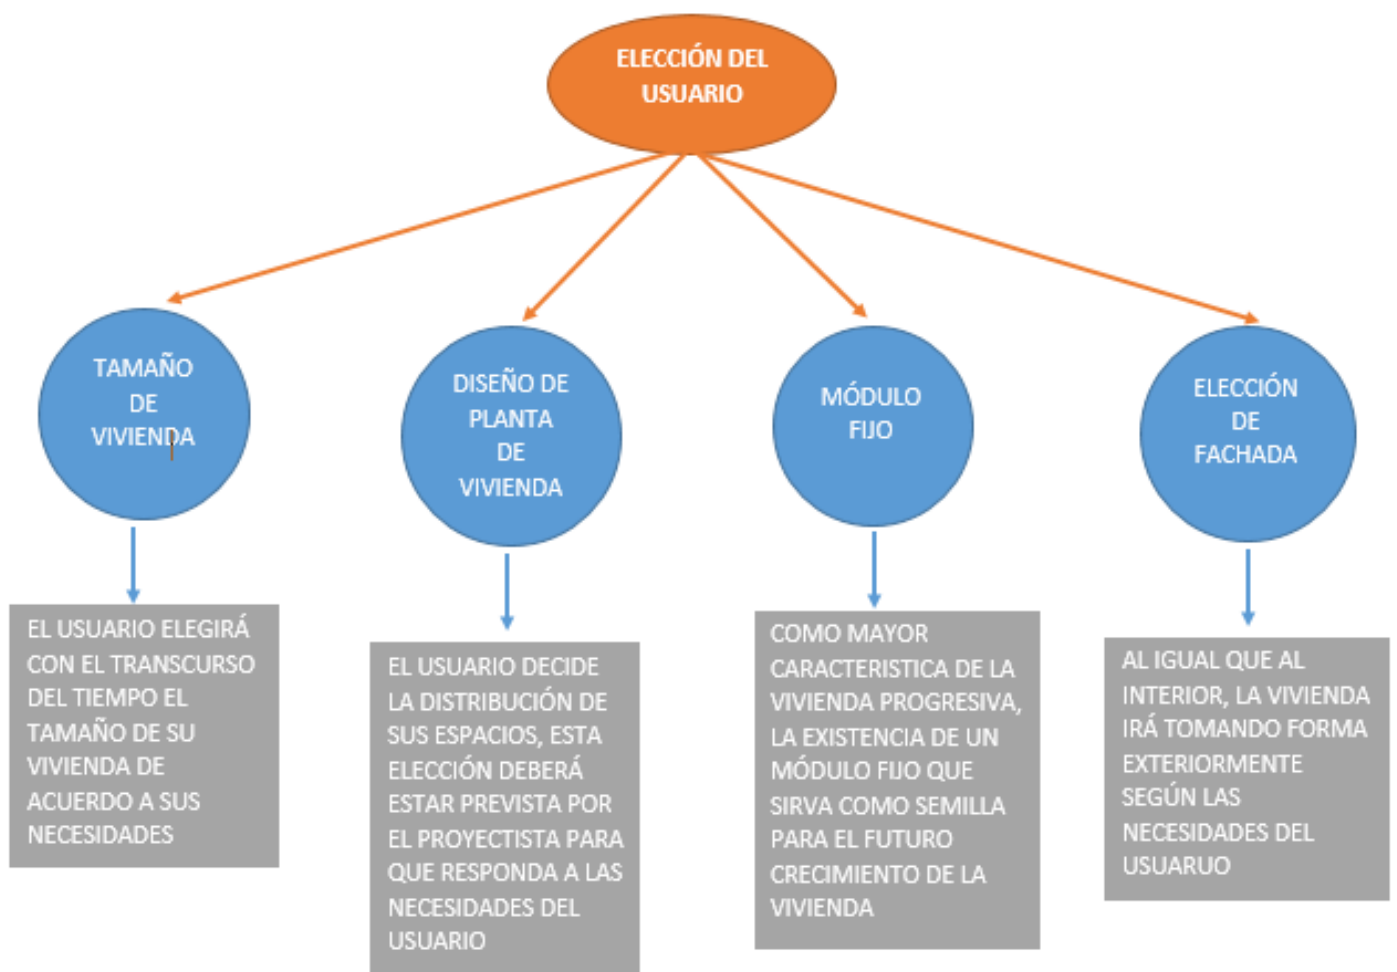 ELECCIÓN DEL
USUARIO
TAMAÑO
DE
VIVIENDA
DISEÑO DE
PLANTA
DE
VIVIENDA
MÓDULO
FIJO
ELECCIÓN
DE
FACHADA
EL USUARIO ELEGIRÁ
CON EL TRANSCURSO
DEL TIEMPO EL
TAMAÑO DE SU
VIVIENDA DE
ACUERDO A SUS
NECESIDADES
EL USUARIO DECIDE
LA DISTRIBUCIÓN DE
SUS ESPACIOS, ESTA
ELECCIÓN DEBERÁ
ESTAR PREVISTA POR
EL PROYECTISTA PARA
QUE RESPONDA A LAS
NECESIDADES DEL
USUARIO
COMO MAYOR
CARACTERISTICA DE LA
VIVIENDA PROGRESIVA,
LA EXISTENCIA DE UN
MÓDULO FIJO QUE
SIRVA COMO SEMILLA
PARA EL FUTURO
CRECIMIENTO DE LA
VIVIENDA
AL IGUAL QUE AL
INTERIOR, LA VIVIENDA
IRÁ TOMANDO FORMA
EXTERIORMENTE
SEGÚN LAS
NECESIDADES DEL
USUARUO